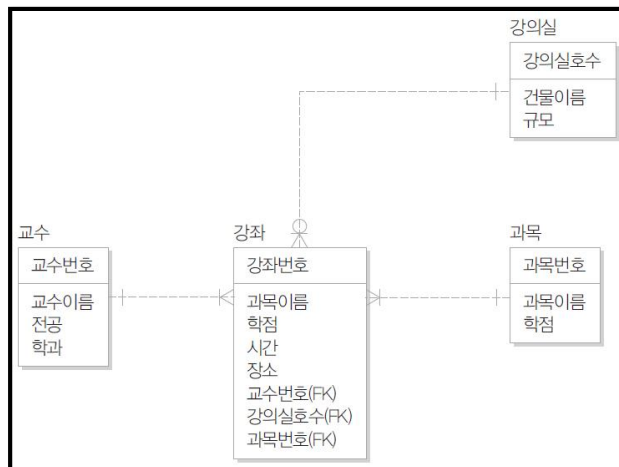 강의실
강의실호수
건물이름
규모
교수
교수번호
교수이름
전공
학과
강좌
강좌번호
과목이름
학점
시간
장소
교수번호(FK)
강의실호수(FK)
과목번호(FK)
과목
과목번호
과목이름
학점